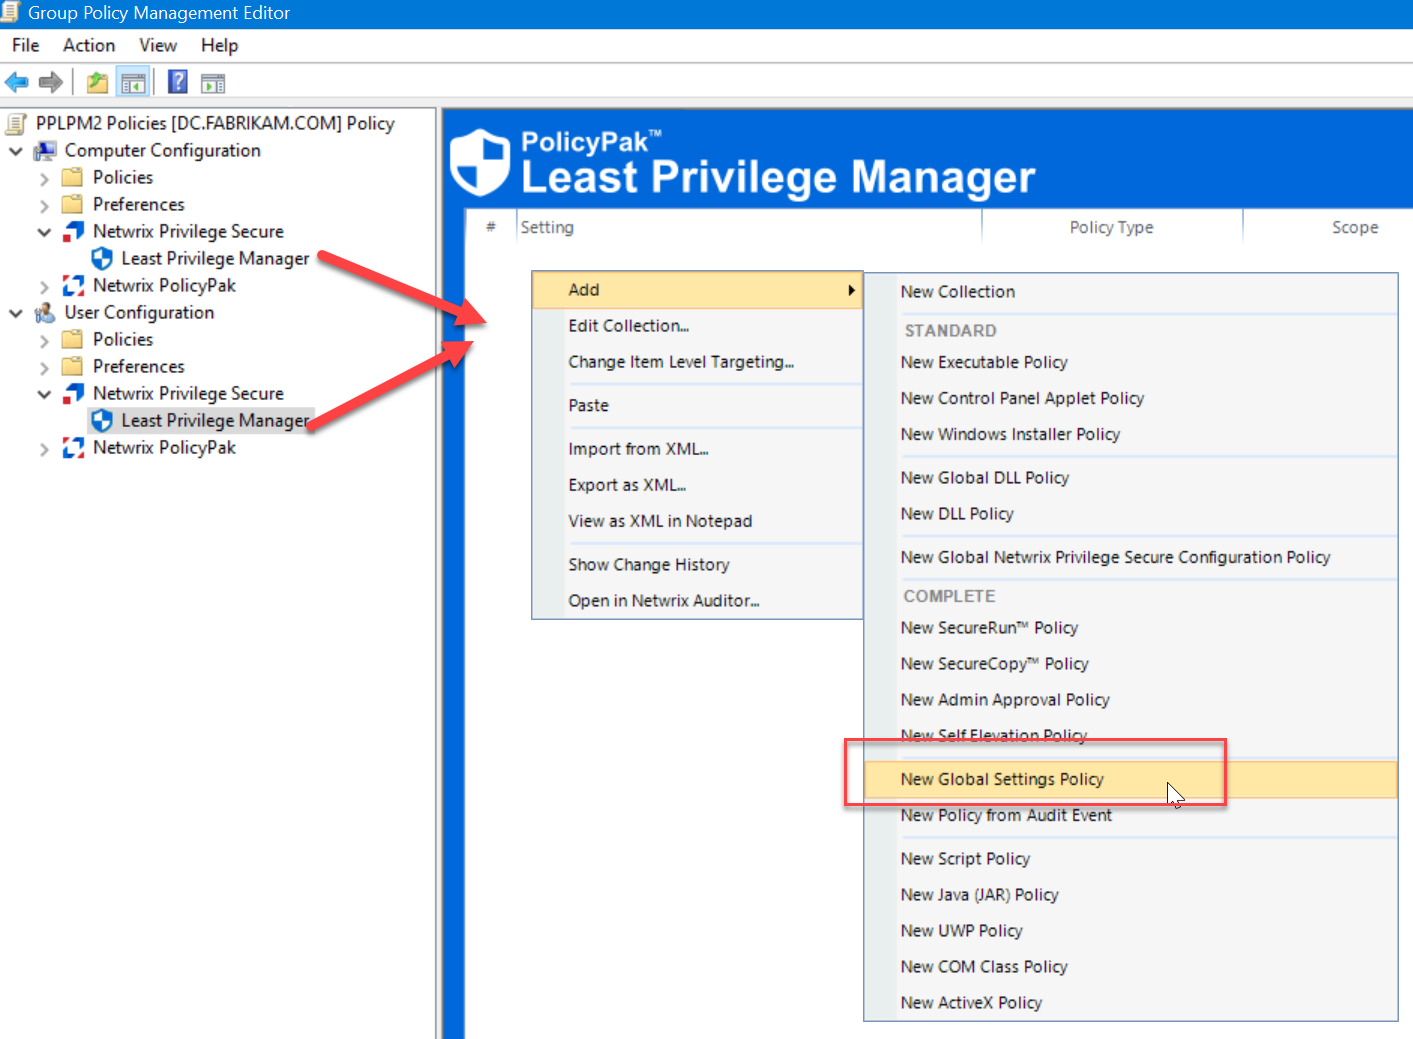 Group Policy Management Editor
File Action View Help
PPLPM2 Policies [DC.FABRIKAM.COM] Policy
Computer Configuration
Policies
Preferences
Netwrix Privilege Secure
Least Privilege Manager
Netwrix PolicyPak
User Configuration
Policies
Preferences
Netwrix Privilege Secure
Least Privilege Manager
Netwrix PolicyPak
PolicyPak™
Least Privilege Manager
# Setting Policy Type Scope
Add
Edit Collection...
Change Item Level Targeting...
Paste
Import from XML...
Export as XML...
View as XML in Notepad
Show Change History
Open in Netwrix Auditor...
New Collection
STANDARD
New Executable Policy
New Control Panel Applet Policy
New Windows Installer Policy
New Global DLL Policy
New DLL Policy
New Global Netwrix Privilege Secure Configuration Policy
COMPLETE
New SecureRun™ Policy
New SecureCopy™ Policy
New Admin Approval Policy
New Self Elevation Policy
New Global Settings Policy
New Policy from Audit Event
New Script Policy
New Java (JAR) Policy
New UWP Policy
New COM Class Policy
New ActiveX Policy